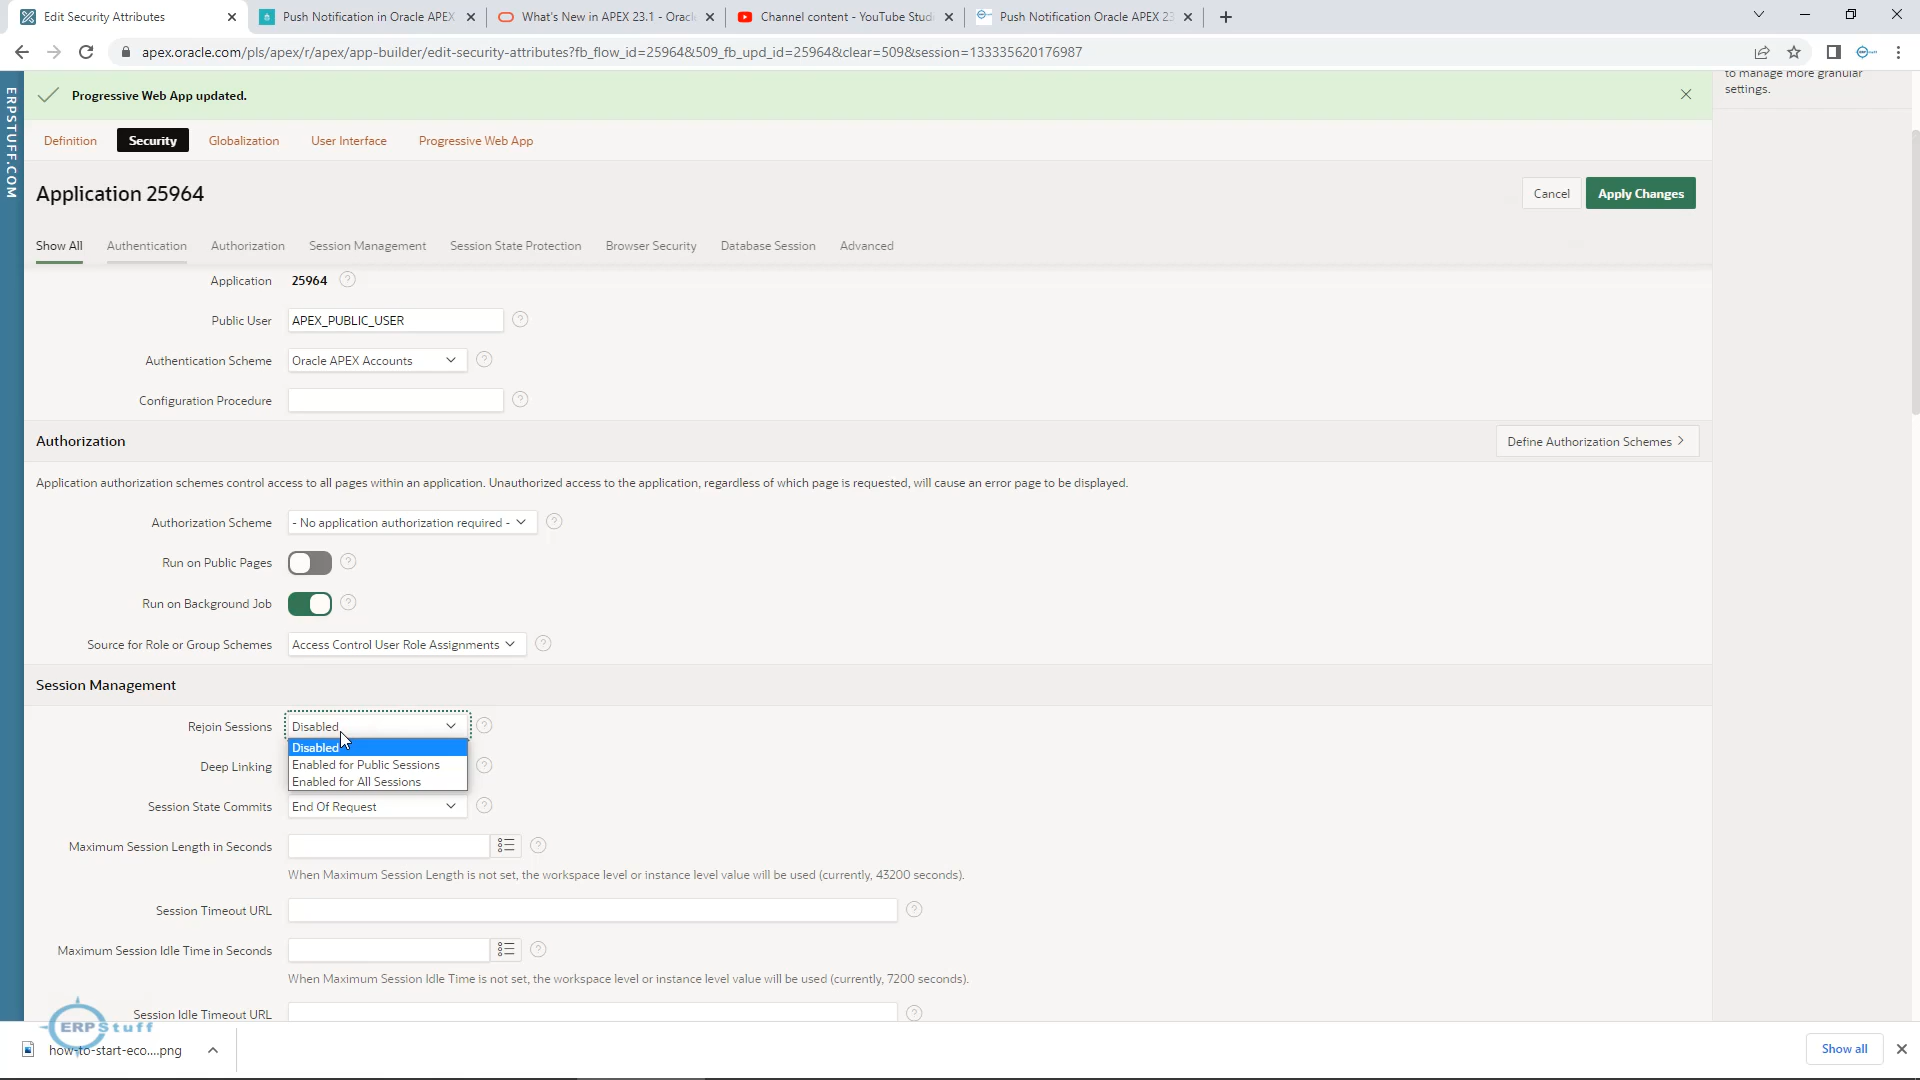 Edit Security Attributes
Push Notification in Oracle APEX
What's New in APEX 23.1 - Oracl
Channel content - YouTube Stud
Push Notification Oracle APEX 23
apex.oracle.com/pls/apex/r/apex/app-builder/edit-security-attributes?fb_flow_id=25964&509_fb_upd_id=25964&clear=509&session=133335620176987
ERPSTUFF.COM
Progressive Web App updated.
to manage more granular
settings.
Definition
Security
Globalization
User Interface
Progressive Web App
Application 25964
Cancel
Apply Changes
Show All
Authentication
Authorization
Session Management
Session State Protection
Browser Security
Database Session
Advanced
Application 25964
Public User APEX_PUBLIC_USER
Authentication Scheme Oracle APEX Accounts
Configuration Procedure
Authorization
Define Authorization Schemes
Application authorization schemes control access to all pages within an application. Unauthorized access to the application, regardless of which page is requested, will cause an error page to be displayed.
Authorization Scheme - No application authorization required -
Run on Public Pages
Run on Background Job
Source for Role or Group Schemes Access Control User Role Assignments
Session Management
Rejoin Sessions Disabled
Disabled
Enabled for Public Sessions
Enabled for All Sessions
Deep Linking
Session State Commits End Of Request
Maximum Session Length in Seconds
When Maximum Session Length is not set, the workspace level or instance level value will be used (currently, 43200 seconds).
Session Timeout URL
Maximum Session Idle Time in Seconds
When Maximum Session Idle Time is not set, the workspace level or instance level value will be used (currently, 7200 seconds).
Session Idle Timeout URL
ERPStuff
how-to-start-eco....png
Show all